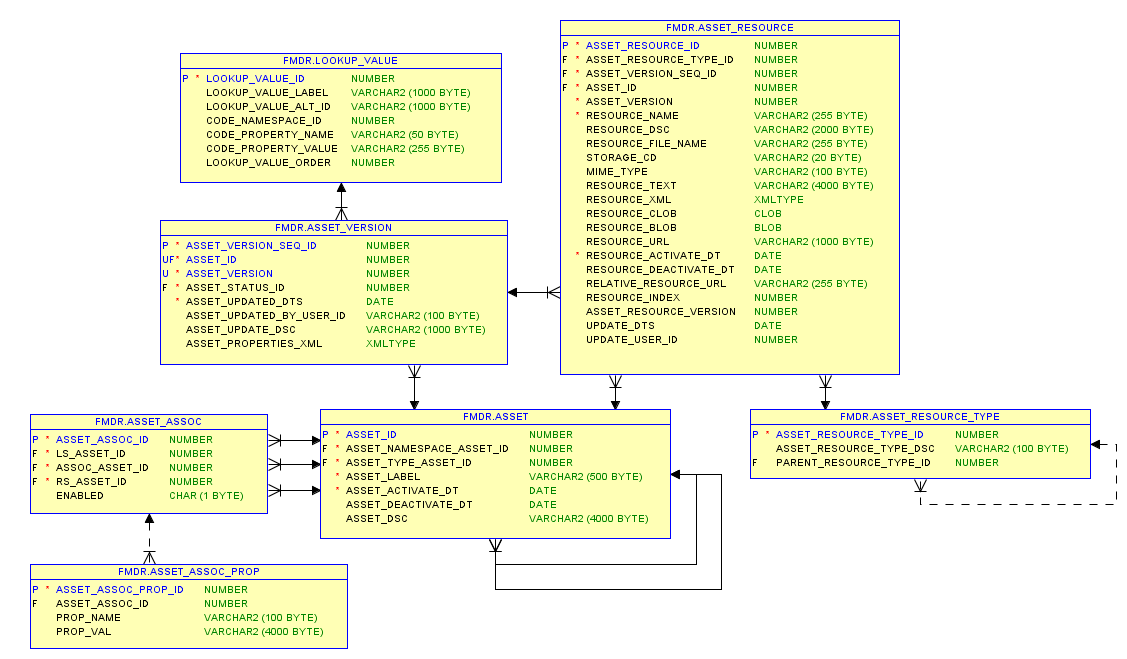 FMDR.LOOKUP_VALUE
P * LOOKUP_VALUE_ID NUMBER
LOOKUP_VALUE_LABEL VARCHAR2 (1000 BYTE)
LOOKUP_VALUE_ALT_ID VARCHAR2 (1000 BYTE)
CODE_NAMESPACE_ID NUMBER
CODE_PROPERTY_NAME VARCHAR2 (50 BYTE)
CODE_PROPERTY_VALUE VARCHAR2 (255 BYTE)
LOOKUP_VALUE_ORDER NUMBER
FMDR.ASSET_RESOURCE
P * ASSET_RESOURCE_ID NUMBER
F * ASSET_RESOURCE_TYPE_ID NUMBER
F * ASSET_VERSION_SEQ_ID NUMBER
F * ASSET_ID NUMBER
* ASSET_VERSION NUMBER
* RESOURCE_NAME VARCHAR2 (255 BYTE)
RESOURCE_DSC VARCHAR2 (2000 BYTE)
RESOURCE_FILE_NAME VARCHAR2 (255 BYTE)
STORAGE_CD VARCHAR2 (20 BYTE)
MIME_TYPE VARCHAR2 (100 BYTE)
RESOURCE_TEXT VARCHAR2 (4000 BYTE)
RESOURCE_XML XMLTYPE
RESOURCE_CLOB CLOB
RESOURCE_BLOB BLOB
RESOURCE_URL VARCHAR2 (1000 BYTE)
* RESOURCE_ACTIVATE_DT DATE
RESOURCE_DEACTIVATE_DT DATE
RELATIVE_RESOURCE_URL VARCHAR2 (255 BYTE)
RESOURCE_INDEX NUMBER
ASSET_RESOURCE_VERSION NUMBER
UPDATE_DTS DATE
UPDATE_USER_ID NUMBER
FMDR.ASSET_VERSION
P * ASSET_VERSION_SEQ_ID NUMBER
UF* ASSET_ID NUMBER
U * ASSET_VERSION NUMBER
F * ASSET_STATUS_ID NUMBER
* ASSET_UPDATED_DTS DATE
ASSET_UPDATED_BY_USER_ID VARCHAR2 (100 BYTE)
ASSET_UPDATE_DSC VARCHAR2 (1000 BYTE)
ASSET_PROPERTIES_XML XMLTYPE
FMDR.ASSET_ASSOC
P * ASSET_ASSOC_ID NUMBER
F * LS_ASSET_ID NUMBER
F * ASSOC_ASSET_ID NUMBER
F * RS_ASSET_ID NUMBER
ENABLED CHAR (1 BYTE)
FMDR.ASSET
P * ASSET_ID NUMBER
F * ASSET_NAMESPACE_ASSET_ID NUMBER
F * ASSET_TYPE_ASSET_ID NUMBER
* ASSET_LABEL VARCHAR2 (500 BYTE)
* ASSET_ACTIVATE_DT DATE
ASSET_DEACTIVATE_DT DATE
ASSET_DSC VARCHAR2 (4000 BYTE)
FMDR.ASSET_RESOURCE_TYPE
P * ASSET_RESOURCE_TYPE_ID NUMBER
ASSET_RESOURCE_TYPE_DSC VARCHAR2 (100 BYTE)
F PARENT_RESOURCE_TYPE_ID NUMBER
FMDR.ASSET_ASSOC_PROP
P * ASSET_ASSOC_PROP_ID NUMBER
F ASSET_ASSOC_ID NUMBER
PROP_NAME VARCHAR2 (100 BYTE)
PROP_VAL VARCHAR2 (4000 BYTE)